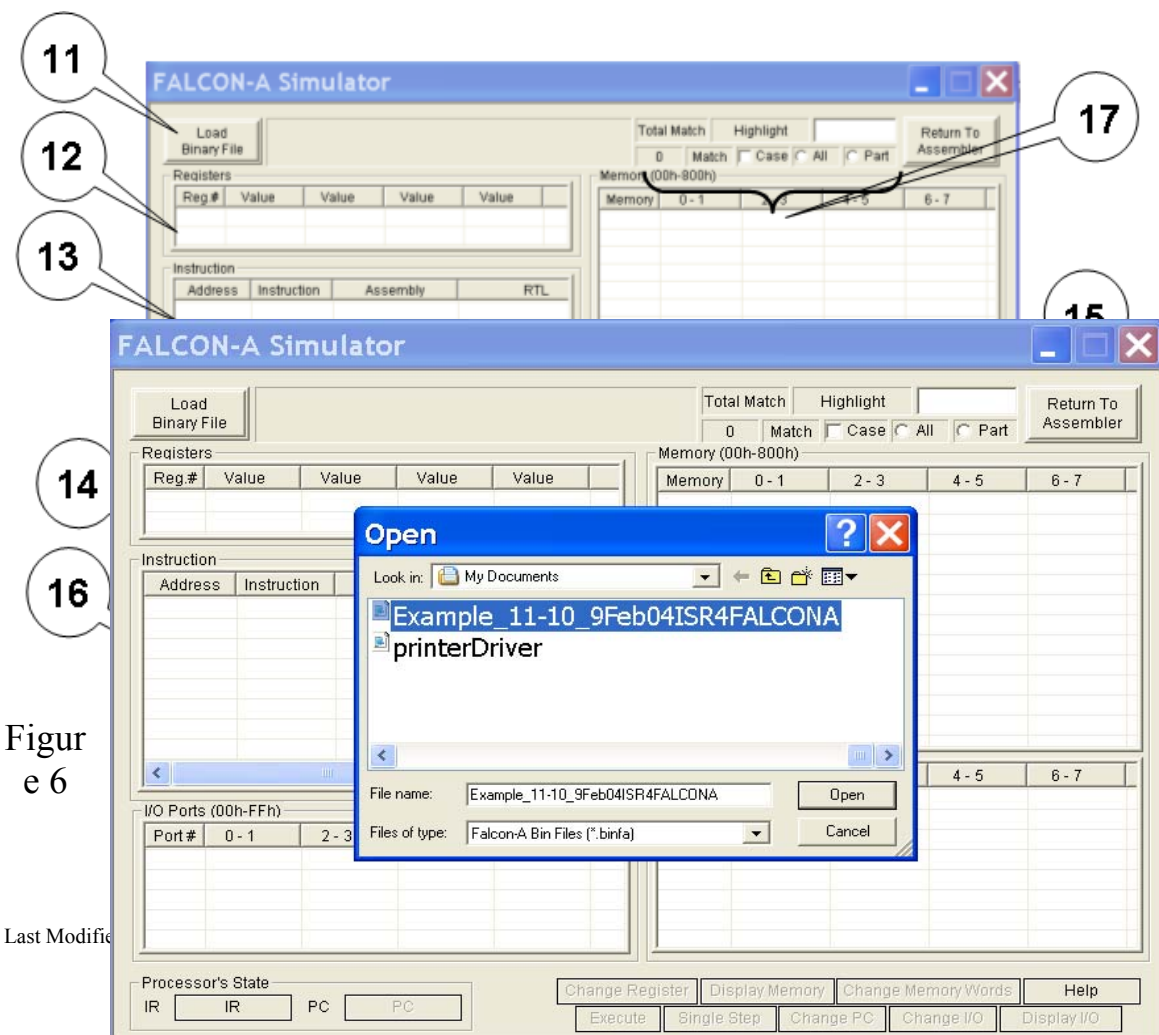 11
FALCON-A Simulator
17
Load
Binary File
Total Match Highlight
Return To
Assembler
0 Match Case All Part
12
Registers
Memory (00h-800h)
Reg.# Value Value Value Value
Memory 0 - 1 2 - 3 4 - 5 6 - 7
13
Instruction
Address Instruction Assembly RTL
15
FALCON-A Simulator
Load
Binary File
Total Match Highlight
Return To
Assembler
0 Match Case All Part
14
Registers
Memory (00h-800h)
Reg.# Value Value Value Value
Memory 0 - 1 2 - 3 4 - 5 6 - 7
16
Instruction
Address Instruction
Open
Look in: My Documents
Example_11-10_9Feb04ISR4FALCONA
printerDriver
File name: Example_11-10_9Feb04ISR4FALCONA Open
Files of type: Falcon-A Bin Files (*.binfa) Cancel
Figur
e 6
4 - 5 6 - 7
I/O Ports (00h-FFh)
Port # 0 - 1 2 - 3
Last Modifie
Processor's State
IR IR PC PC
Change Register Display Memory Change Memory Words Help
Execute Single Step Change PC Change I/O Display I/O